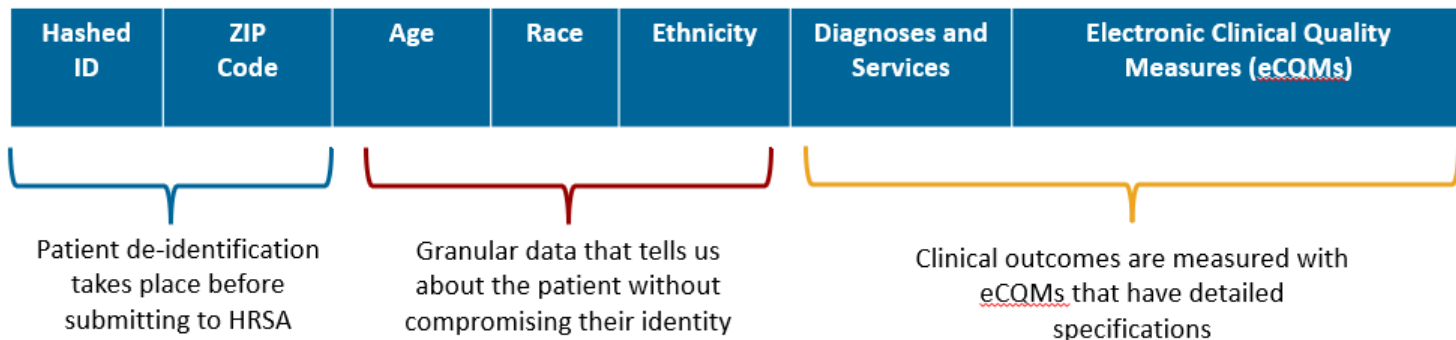 Hashed
ID
ZIP
Code
Age
Race
Ethnicity
Diagnoses and
Services
Electronic Clinical Quality
Measures (eCQMs)
Patient de-identification
takes place before
submitting to HRSA
Granular data that tells us
about the patient without
compromising their identity
Clinical outcomes are measured with
eCQMs that have detailed
specifications